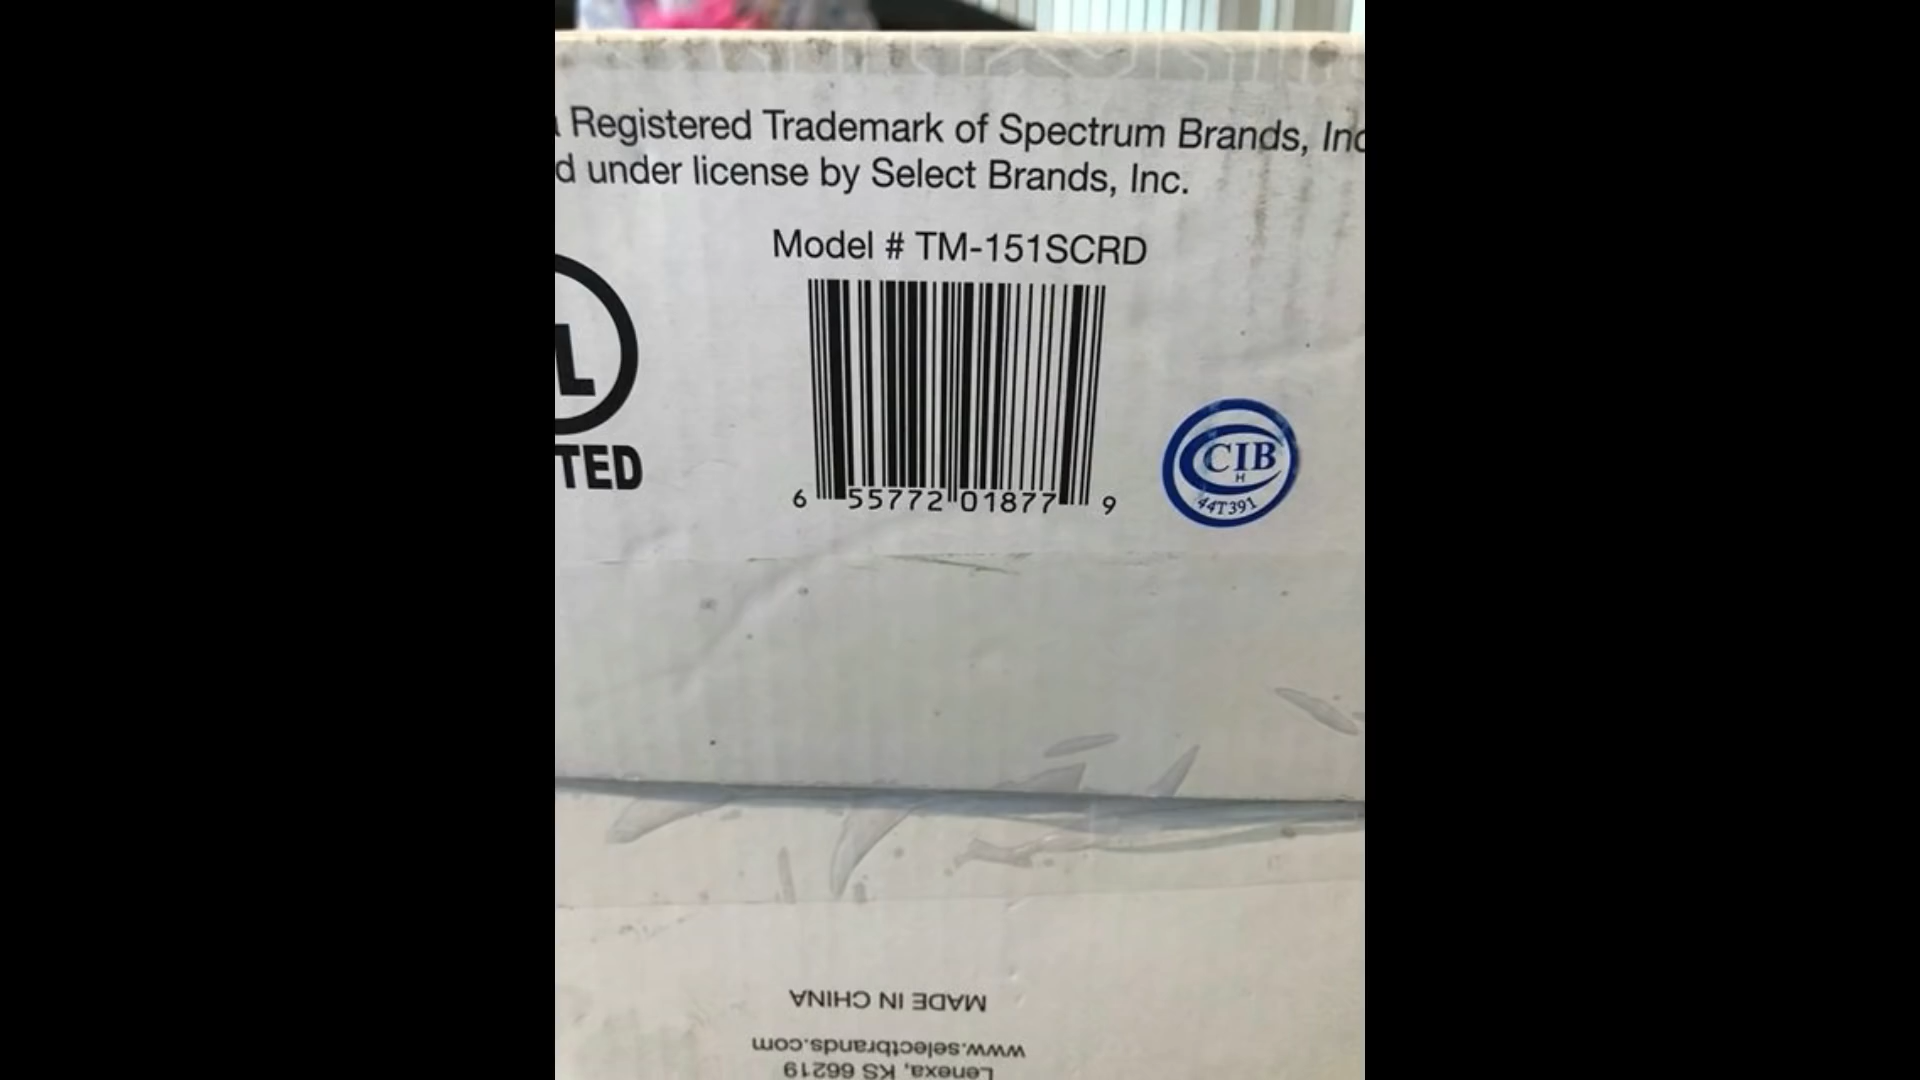 Registered Trademark of Spectrum Brands, Inc
d under license by Select Brands, Inc.
Model # TM-151SCRD
L
TED
6 55772 01877 9
CIB
H
44T391
MADE IN CHINA
www.selectbrands.com
Lenexa, KS 66219